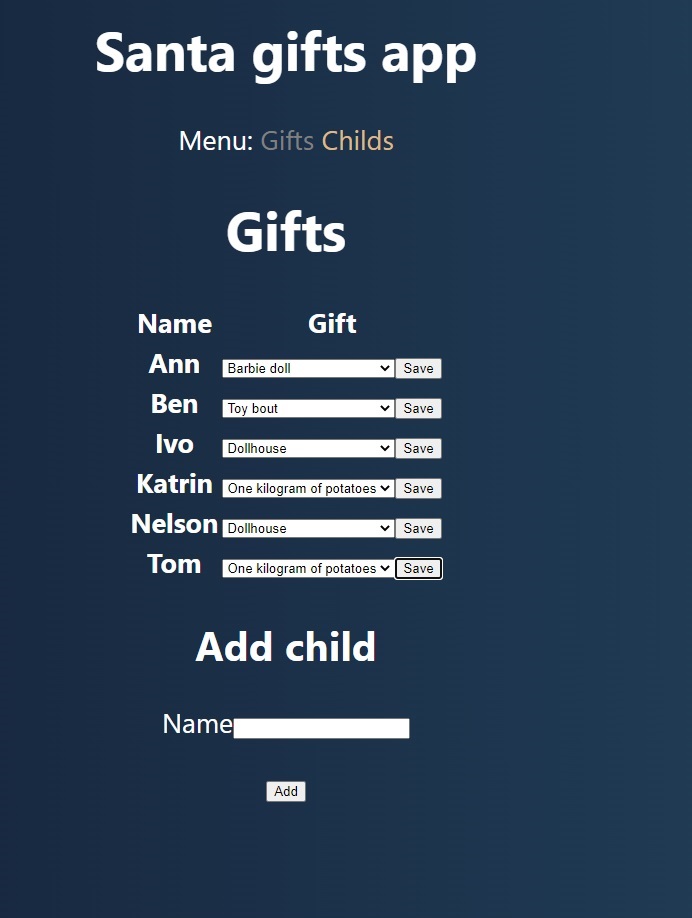 Santa gifts app
Menu: Gifts Childs
Gifts
Name Gift
Ann Barbie doll Save
Ben Toy bout Save
Ivo Dollhouse Save
Katrin One kilogram of potatoes Save
Nelson Dollhouse Save
Tom One kilogram of potatoes Save
Add child
Name
Add